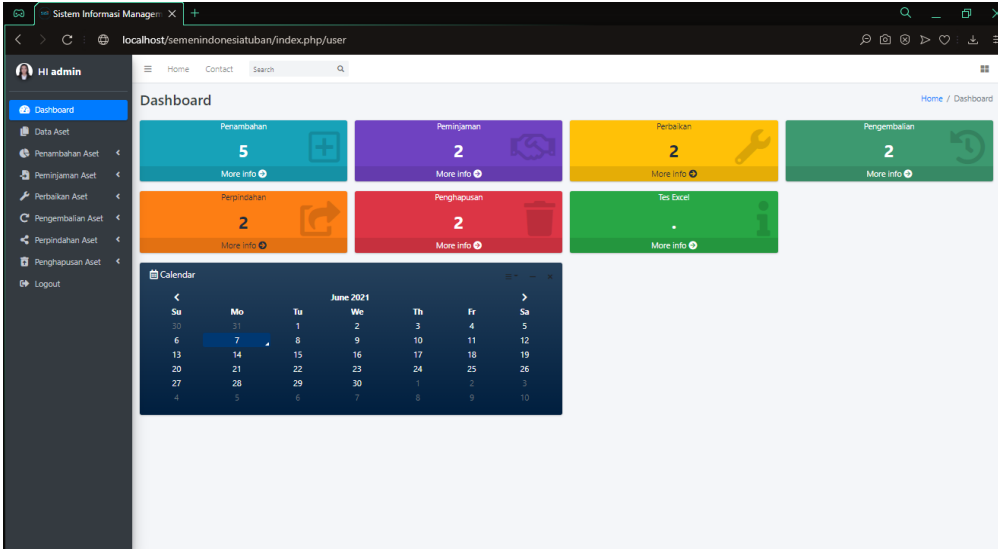 Sistem Informasi Managem
localhost/semenindonesiatuban/index.php/user
HI admin
Home Contact Search
Dashboard
Data Aset
Penambahan Aset
Peminjaman Aset
Perbaikan Aset
Pengembalian Aset
Perpindahan Aset
Penghapusan Aset
Logout
Dashboard
Home / Dashboard
Penambahan
5
More info
Peminjaman
2
More info
Perbaikan
2
More info
Pengembalian
2
More info
Perpindahan
2
More info
Penghapusan
2
More info
Tes Excel
.
More info
Calendar
June 2021
Su Mo Tu We Th Fr Sa
30 31 1 2 3 4 5
6 7 8 9 10 11 12
13 14 15 16 17 18 19
20 21 22 23 24 25 26
27 28 29 30 1 2 3
4 5 6 7 8 9 10